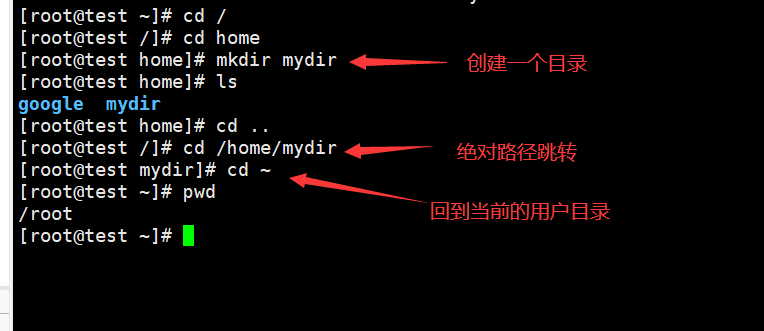 [root@test ~]# cd /
[root@test /]# cd home
[root@test home]# mkdir mydir 创建一个目录
[root@test home]# ls
google  mydir
[root@test home]# cd ..
[root@test /]# cd /home/mydir 绝对路径跳转
[root@test mydir]# cd ~
[root@test ~]# pwd
/root 回到当前的用户目录
[root@test ~]#